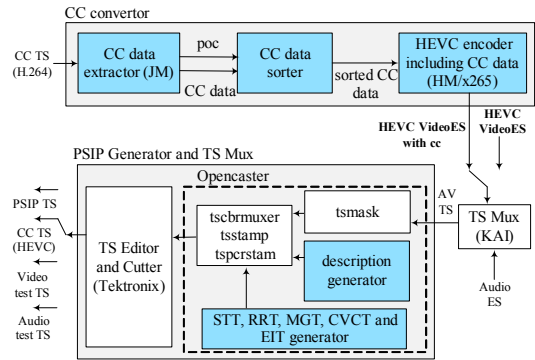 CC convertor
CC TS
(H.264)
CC data
extractor (JM)
poc
CC data
CC data
sorter
sorted CC
data
HEVC encoder
including CC data
(HM/x265)
HEVC VideoES
with cc
HEVC
VideoES
PSIP Generator and TS Mux
Opencaster
PSIP TS
CC TS
(HEVC)
Video
test TS
Audio
test TS
TS Editor
and Cutter
(Tektronix)
tscbrmuxer
tsstamp
tspcrstam
tsmask
description
generator
STT, RRT, MGT, CVCT and
EIT generator
AV
TS
TS Mux
(KAI)
Audio
ES